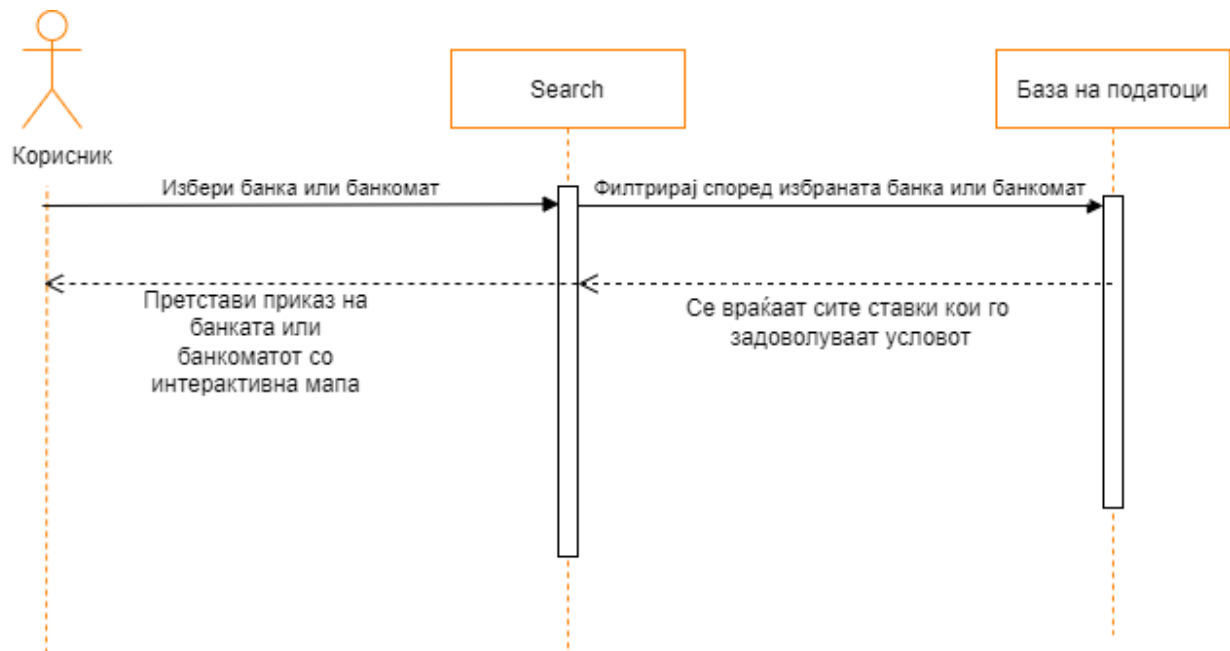 Search
База на податоци
Корисник
Избери банка или банкомат
Филтрирај според избраната банка или банкомат
Претстави приказ на
банката или
банкоматот со
интерактивна мапа
Се враќаат сите ставки кои го
задоволуваат условот